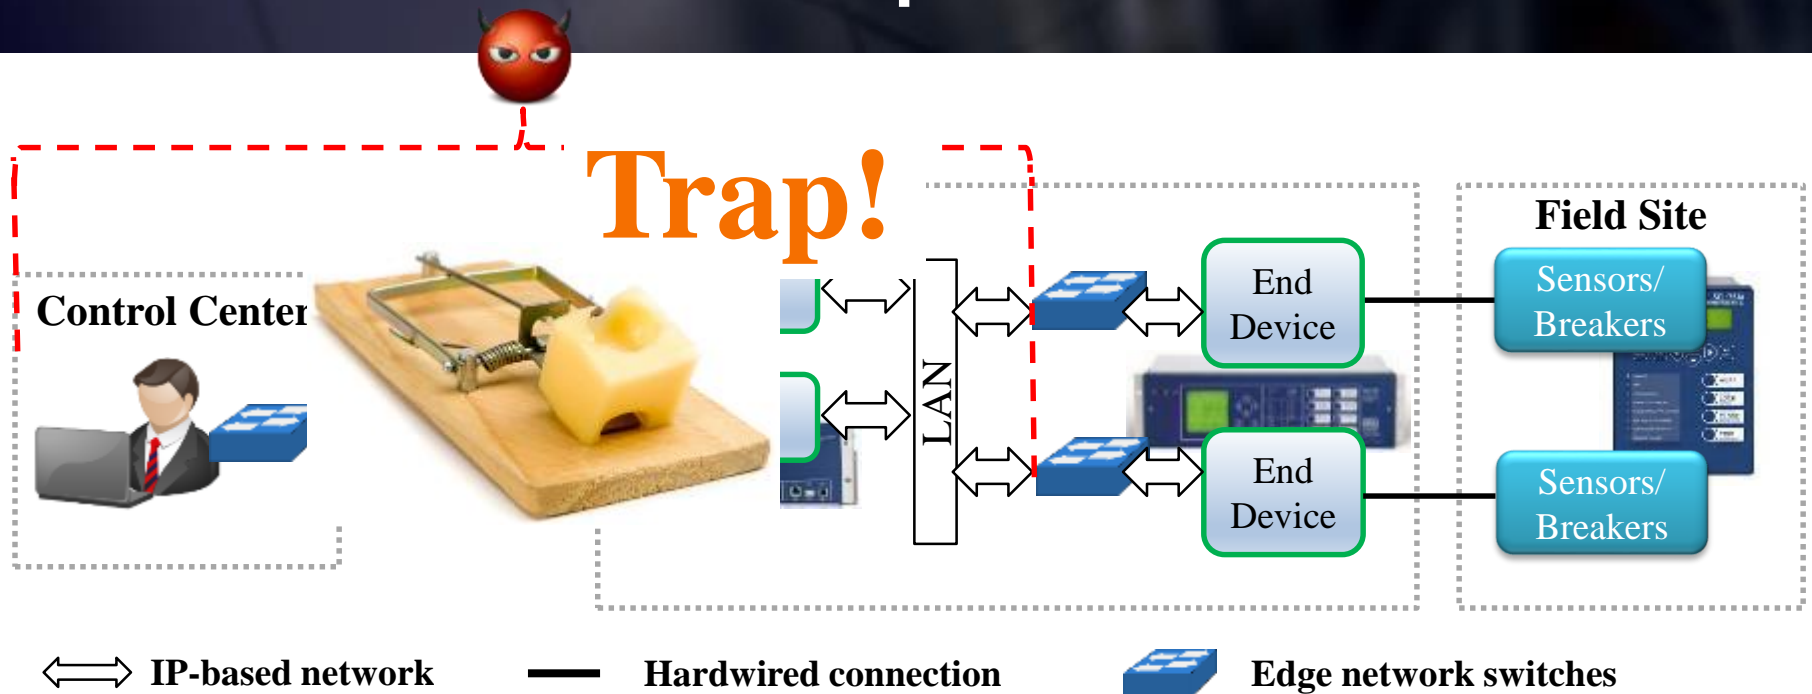 Trap!
Field Site
Control Center
End
Device
Sensors/
Breakers
LAN
End
Device
Sensors/
Breakers
IP-based network
Hardwired connection
Edge network switches